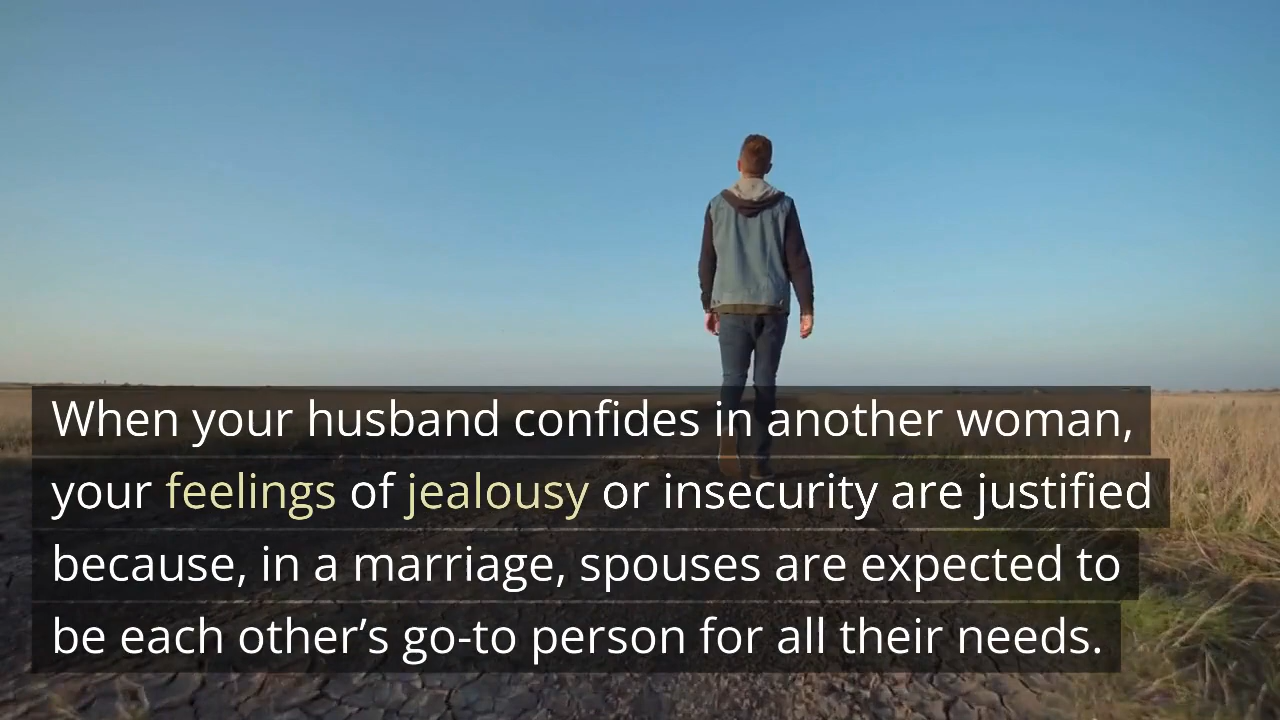 When your husband confides in another woman,
your feelings of jealousy or insecurity are justified
because, in a marriage, spouses are expected to
be each other’s go-to person for all their needs.